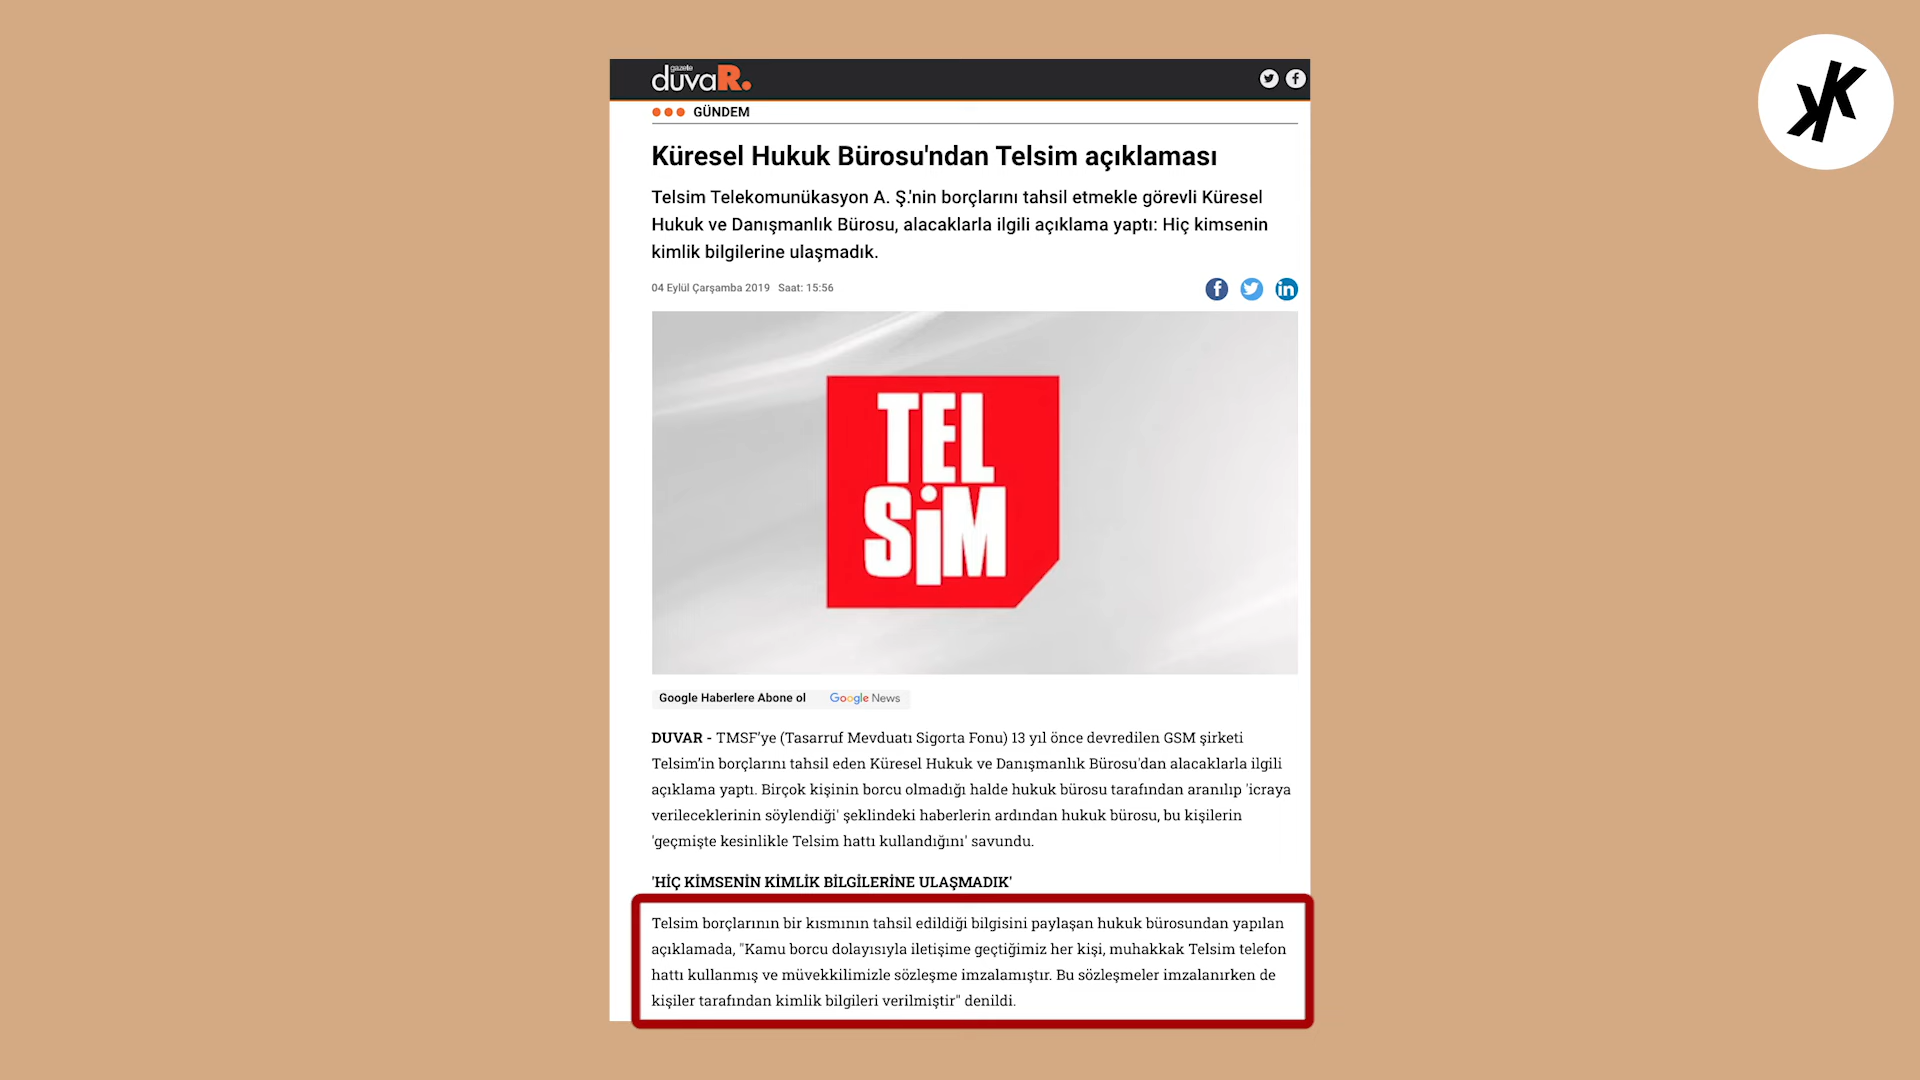 gazete
duvaR.
GÜNDEM
Küresel Hukuk Bürosu'ndan Telsim açıklaması
Telsim Telekomunükasyon A. Ş.'nin borçlarını tahsil etmekle görevli Küresel
Hukuk ve Danışmanlık Bürosu, alacaklarla ilgili açıklama yaptı: Hiç kimsenin
kimlik bilgilerine ulaşmadık.
04 Eylül Çarşamba 2019 Saat: 15:56
TEL
SiM
Google Haberlere Abone ol Google News
DUVAR - TMSF'ye (Tasarruf Mevduatı Sigorta Fonu) 13 yıl önce devredilen GSM şirketi
Telsim'in borçlarını tahsil eden Küresel Hukuk ve Danışmanlık Bürosu'dan alacaklarla ilgili
açıklama yaptı. Birçok kişinin borcu olmadığı halde hukuk bürosu tarafından aranılıp 'icraya
verileceklerinin söylendiği' şeklindeki haberlerin ardından hukuk bürosu, bu kişilerin
'geçmişte kesinlikle Telsim hattı kullandığını' savundu.
'HİÇ KİMSENİN KİMLİK BİLGİLERİNE ULAŞMADIK'
Telsim borçlarının bir kısmının tahsil edildiği bilgisini paylaşan hukuk bürosundan yapılan
açıklamada, "Kamu borcu dolayısıyla iletişime geçtiğimiz her kişi, muhakkak Telsim telefon
hattı kullanmış ve müvekkilimizle sözleşme imzalamıştır. Bu sözleşmeler imzalanırken de
kişiler tarafından kimlik bilgileri verilmiştir" denildi.